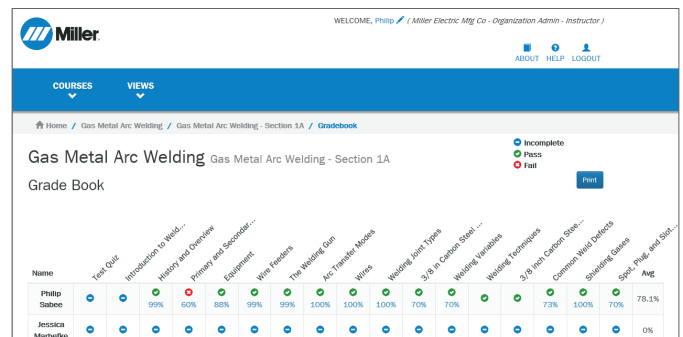 WELCOME, Philip ( Miller Electric Mfg Co - Organization Admin - Instructor )
Miller.
ABOUT HELP LOGOUT
COURSES VIEWS
Home / Gas Metal Arc Welding / Gas Metal Arc Welding - Section 1A / Gradebook
Incomplete
Pass
Fail
Gas Metal Arc Welding Gas Metal Arc Welding - Section 1A
Grade Book
Print
Name
Test Quiz
Introduction to Weld...
History and Overview
Primary and Secondar...
Equipment
Wire Feeders
The Welding Gun
Arc Transfer Modes
Wires
Welding Joint Types
3/8 in Carbon Steel ...
Welding Variables
Welding Techniques
3/8 inch Carbon Stee...
Common Weld Defects
Shielding Gases
Spot, Plug, and Slot...
Avg
Philip
Sabee
99% 60% 88% 99% 99% 100% 100% 100% 70% 70% 73% 100% 70% 78.1%
Jessica
0%